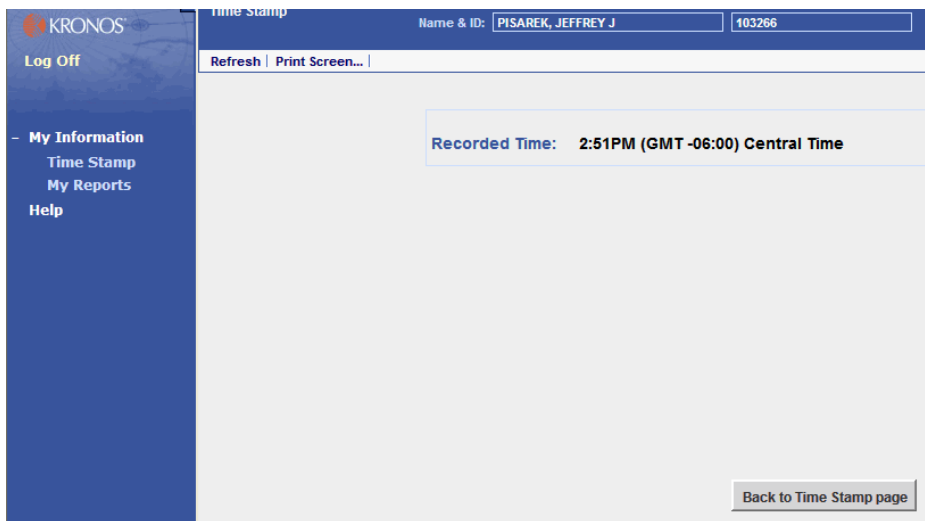 KRONOS
Log Off
– My Information
Time Stamp
My Reports
Help
Time Stamp
Name & ID: PISAREK, JEFFREY J 103266
Refresh | Print Screen... |
Recorded Time: 2:51PM (GMT -06:00) Central Time
Back to Time Stamp page